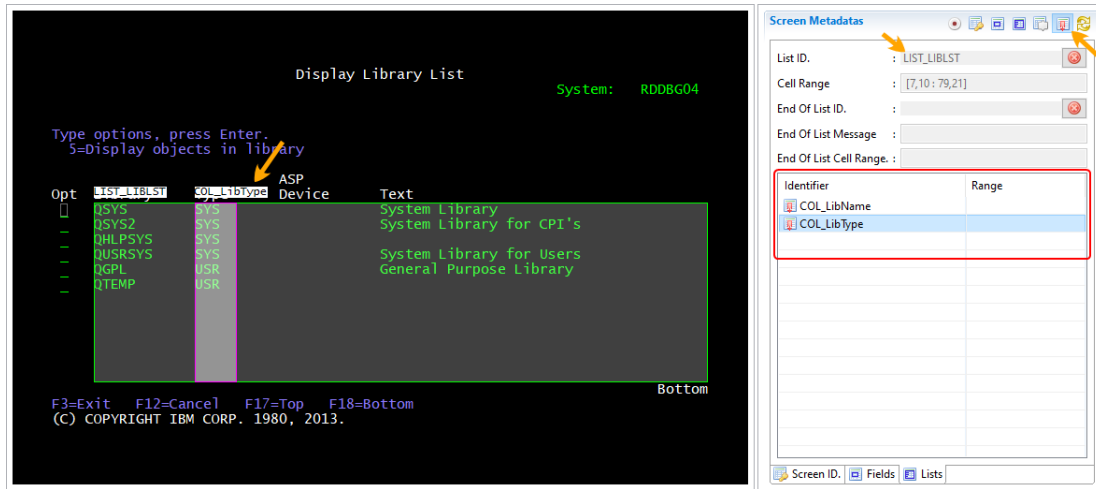 Display Library List
System: RDDBG04
Type options, press Enter.
5=Display objects in library
ASP
Opt LIST_LIBLST COL_LibType Device Text
QSYS SYS System Library
QSYS2 SYS System Library for CPI's
QHLPSYS SYS
QUSRSYS SYS System Library for Users
QGPL USR General Purpose Library
QTEMP USR
Bottom
F3=Exit F12=Cancel F17=Top F18=Bottom
(C) COPYRIGHT IBM CORP. 1980, 2013.
Screen Metadatas
List ID. : LIST_LIBLST
Cell Range : [7,10 : 79,21]
End Of List ID. :
End Of List Message :
End Of List Cell Range. :
Identifier Range
COL_LibName
COL_LibType
Screen ID. Fields Lists